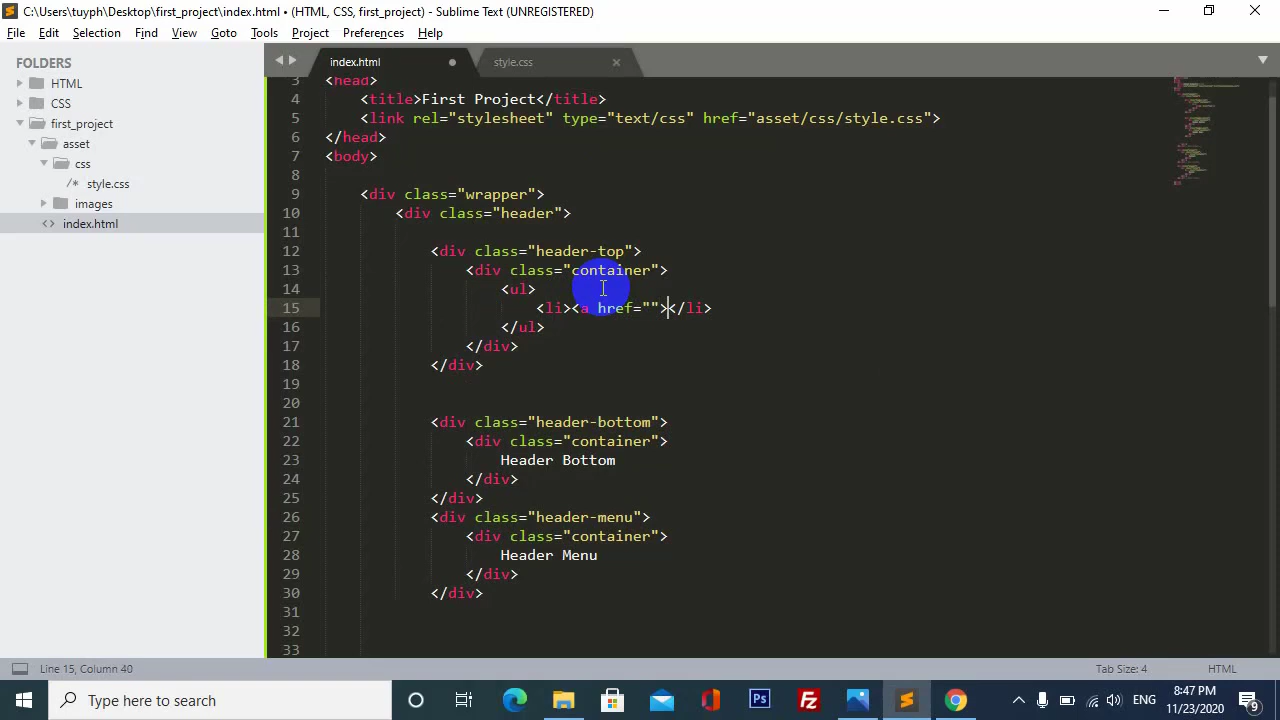 C:\Users\tuyph\Desktop\first_project\index.html • (HTML, CSS, first_project) - Sublime Text (UNREGISTERED)
File Edit Selection Find View Goto Tools Project Preferences Help
FOLDERS
HTML
CSS
first_project
asset
css
/* style.css
images
<> index.html
index.html
style.css
3 <head>
4 <title>First Project</title>
5 <link rel="stylesheet" type="text/css" href="asset/css/style.css">
6 </head>
7 <body>
8
9 <div class="wrapper">
10 <div class="header">
11
12 <div class="header-top">
13 <div class="container">
14 <ul>
15 <li><a href=""></li>
16 </ul>
17 </div>
18 </div>
19
20
21 <div class="header-bottom">
22 <div class="container">
23 Header Bottom
24 </div>
25 </div>
26 <div class="header-menu">
27 <div class="container">
28 Header Menu
29 </div>
30 </div>
31
32
33
Line 15, Column 40
Tab Size: 4
HTML
Type here to search
Ps
Fz
ENG
8:47 PM
11/23/2020
9